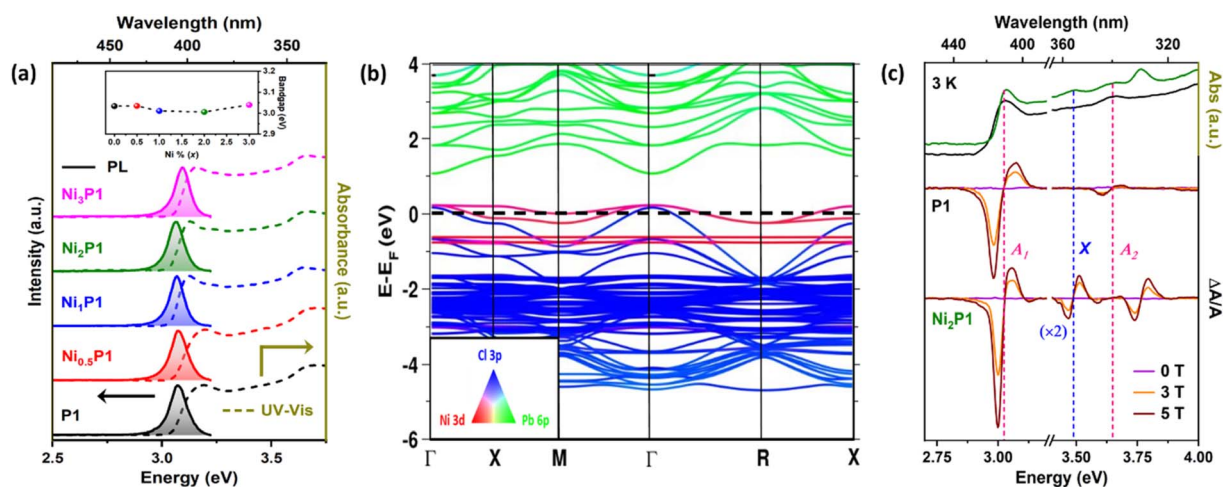 Wavelength (nm)
450
400
350
(a)
3.2
3.1
3.0
2.9
Bandgap (eV)
0.0 0.5 1.0 1.5 2.0 2.5 3.0
Ni % (x)
PL
Ni3P1
Ni2P1
Ni1P1
Ni0.5P1
P1
UV-Vis
Intensity (a.u.)
Absorbance (a.u.)
2.5 3.0 3.5
Energy (eV)
(b)
4
2
0
-2
-4
-6
E-EF (eV)
Cl 3p
Ni 3d
Pb 6p
Γ X M Γ R X
(c)
Wavelength (nm)
440 400 360 320
3 K
Abs (a.u.)
P1
A1
X
A2
Ni2P1
(×2)
ΔA/A
0 T
3 T
5 T
2.75 3.00 3.50 3.75 4.00
Energy (eV)